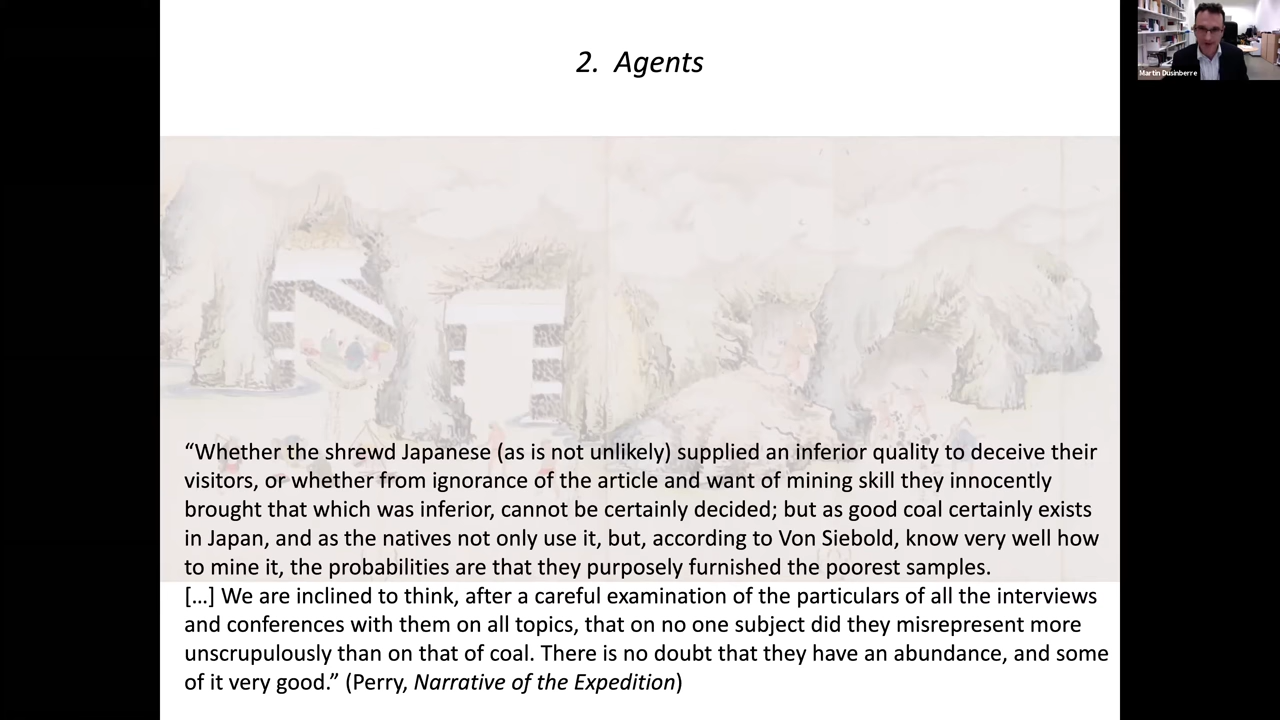 2. Agents
Martin Dusinberre
“Whether the shrewd Japanese (as is not unlikely) supplied an inferior quality to deceive their
visitors, or whether from ignorance of the article and want of mining skill they innocently
brought that which was inferior, cannot be certainly decided; but as good coal certainly exists
in Japan, and as the natives not only use it, but, according to Von Siebold, know very well how
to mine it, the probabilities are that they purposely furnished the poorest samples.
[…] We are inclined to think, after a careful examination of the particulars of all the interviews
and conferences with them on all topics, that on no one subject did they misrepresent more
unscrupulously than on that of coal. There is no doubt that they have an abundance, and some
of it very good.” (Perry, Narrative of the Expedition)